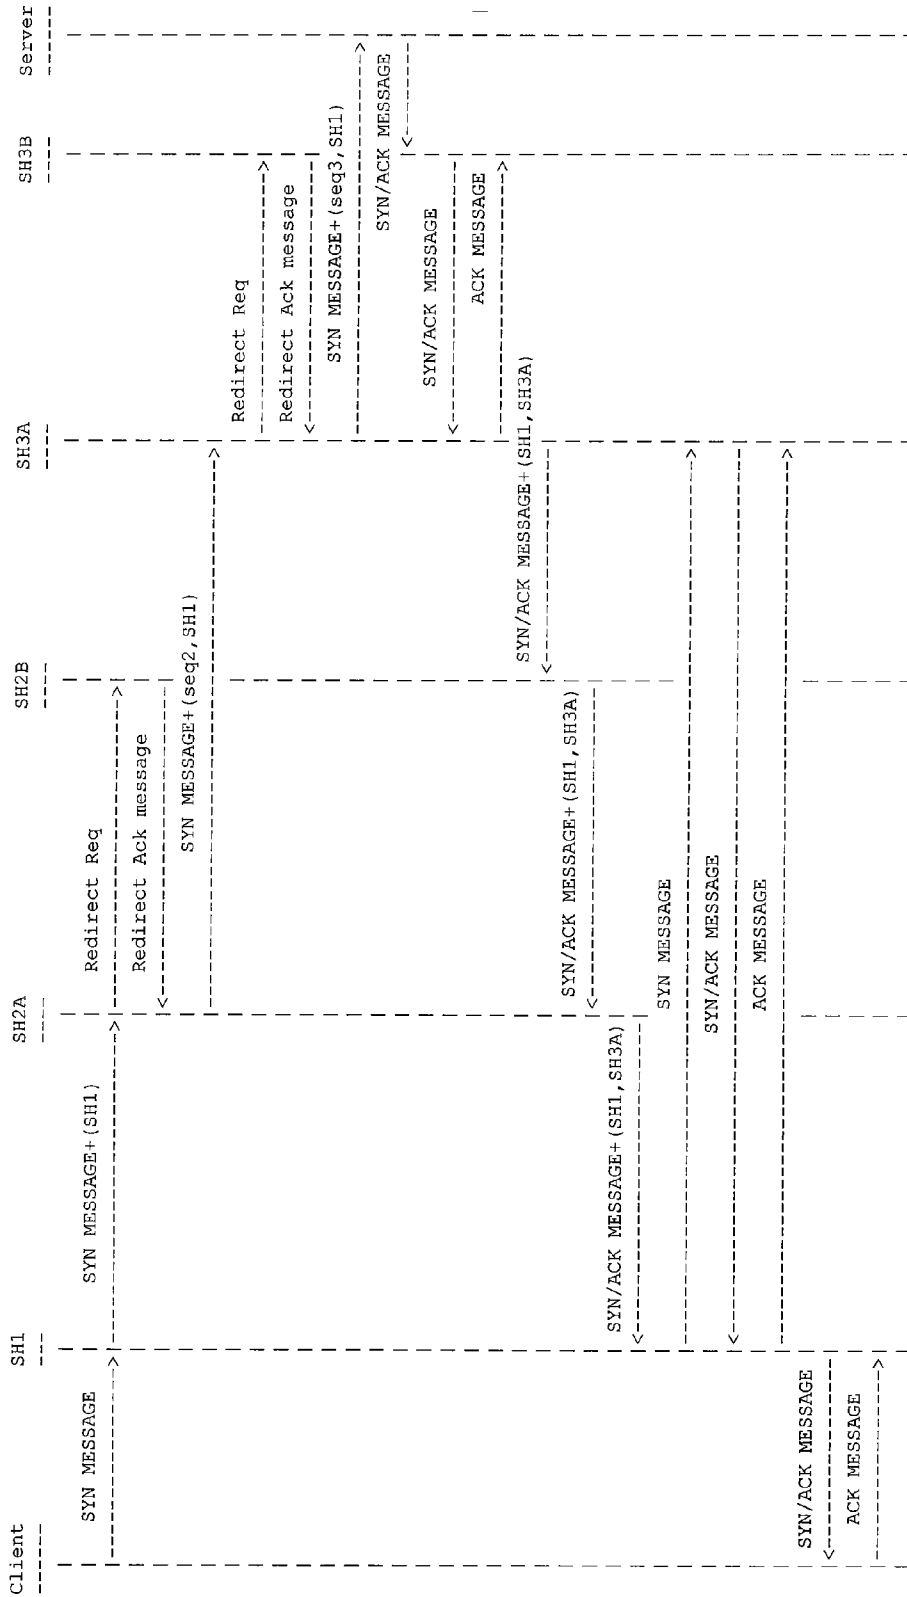 Client
SH1
SH2A
SH2B
SH3A
SH3B
Server
SYN MESSAGE
SYN MESSAGE+(SH1)
Redirect Req
Redirect Ack message
SYN MESSAGE+(seq2,SH1)
Redirect Req
Redirect Ack message
SYN MESSAGE+(seq3,SH1)
SYN/ACK MESSAGE
SYN/ACK MESSAGE
ACK MESSAGE
SYN/ACK MESSAGE+(SH1,SH3A)
SYN/ACK MESSAGE+(SH1,SH3A)
SYN/ACK MESSAGE+(SH1,SH3A)
SYN MESSAGE
SYN/ACK MESSAGE
ACK MESSAGE
SYN/ACK MESSAGE
ACK MESSAGE